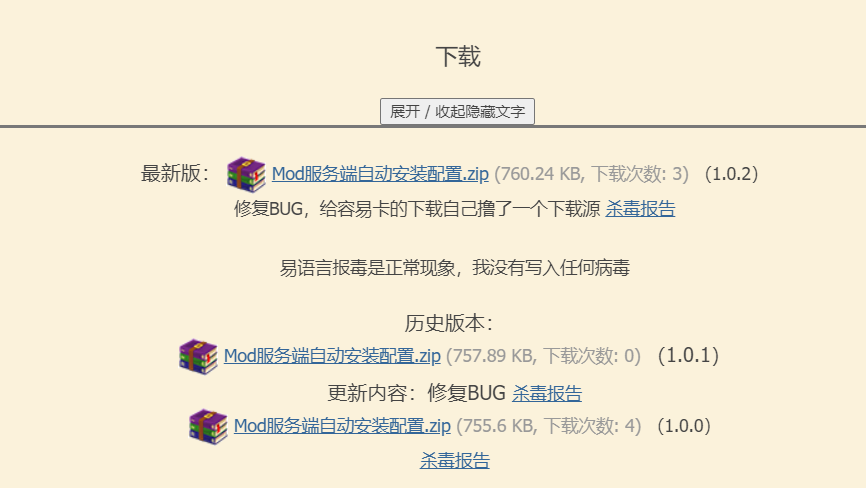 下载
展开 / 收起隐藏文字
最新版： Mod服务端自动安装配置.zip (760.24 KB, 下载次数: 3) （1.0.2）
修复BUG，给容易卡的下载自己撸了一个下载源 杀毒报告
易语言报毒是正常现象，我没有写入任何病毒
历史版本：
Mod服务端自动安装配置.zip (757.89 KB, 下载次数: 0) （1.0.1）
更新内容：修复BUG 杀毒报告
Mod服务端自动安装配置.zip (755.6 KB, 下载次数: 4) （1.0.0）
杀毒报告